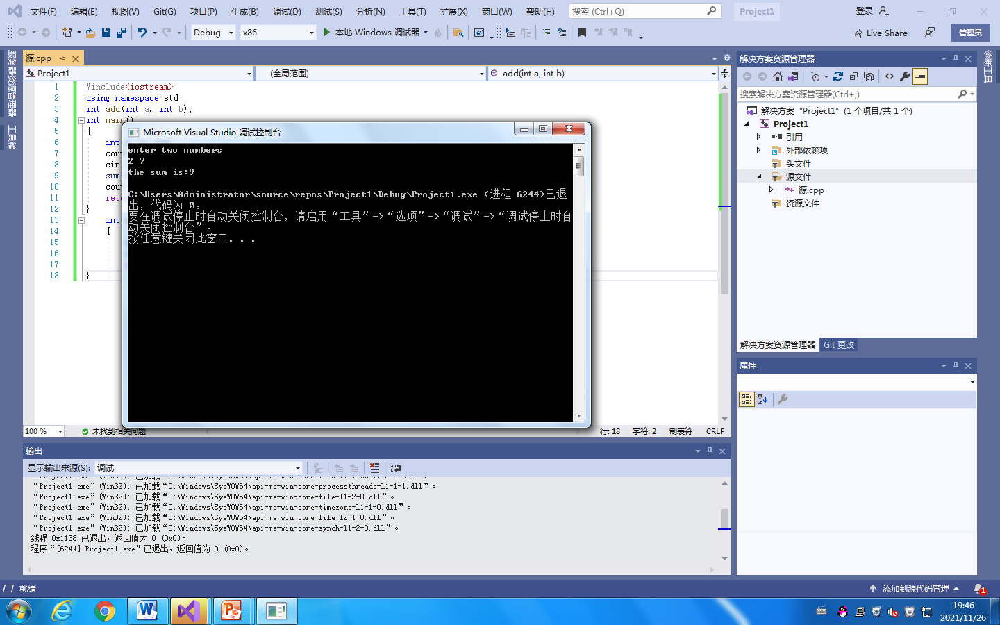 文件(F) 编辑(E) 视图(V) Git(G) 项目(P) 生成(B) 调试(D) 测试(S) 分析(N) 工具(T) 扩展(X) 窗口(W) 帮助(H) 搜索 (Ctrl+Q) Project1 登录
Debug x86 本地 Windows 调试器 Live Share 管理员
服务器资源管理器
工具箱
源.cpp
Project1 (全局范围) add(int a, int b)
1 #include<iostream>
2 using namespace std;
3 int add(int a, int b);
4 int main()
5 {
6 int
7 cou
8 cin
9 sum
10 cou
11 retu
12 }
13 int
14 {
15
16
17
18 }
Microsoft Visual Studio 调试控制台
enter two numbers
2 7
the sum is:9
C:\Users\Administrator\source\repos\Project1\Debug\Project1.exe (进程 6244)已退
出，代码为 0。
要在调试停止时自动关闭控制台，请启用“工具”->“选项”->“调试”->“调试停止时自
动关闭控制台”。
按任意键关闭此窗口. . .
100 % 未找到相关问题 行: 18 字符: 2 制表符 CRLF
输出
显示输出来源(S): 调试
“Project1.exe”(Win32): 已加载“C:\Windows\SysWOW64\api-ms-win-core-localization-l1-2-0.dll”。
“Project1.exe”(Win32): 已加载“C:\Windows\SysWOW64\api-ms-win-core-processthreads-l1-1-1.dll”。
“Project1.exe”(Win32): 已加载“C:\Windows\SysWOW64\api-ms-win-core-file-l1-2-0.dll”。
“Project1.exe”(Win32): 已加载“C:\Windows\SysWOW64\api-ms-win-core-timezone-l1-1-0.dll”。
“Project1.exe”(Win32): 已加载“C:\Windows\SysWOW64\api-ms-win-core-file-l2-1-0.dll”。
“Project1.exe”(Win32): 已加载“C:\Windows\SysWOW64\api-ms-win-core-synch-l1-2-0.dll”。
线程 0x1138 已退出，返回值为 0 (0x0)。
程序“[6244] Project1.exe”已退出，返回值为 0 (0x0)。
解决方案资源管理器
搜索解决方案资源管理器(Ctrl+;)
解决方案“Project1”(1 个项目/共 1 个)
Project1
引用
外部依赖项
头文件
源文件
源.cpp
资源文件
解决方案资源管理器 Git 更改
属性
诊断工具
就绪 添加到源代码管理 1
19:46
2021/11/26